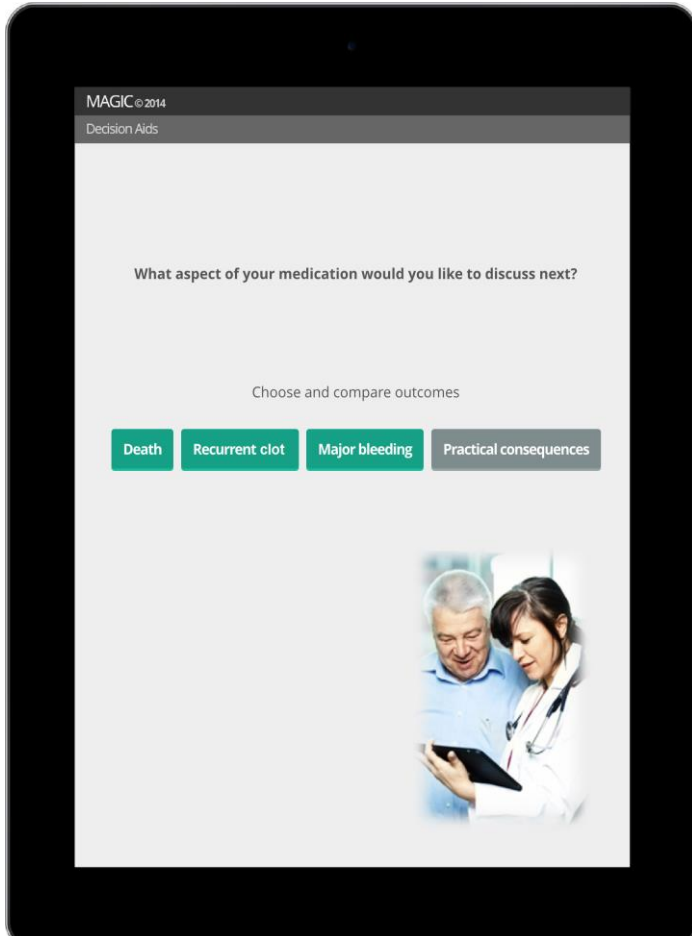 MAGIC © 2014
Decision Aids
What aspect of your medication would you like to discuss next?
Choose and compare outcomes
Death Recurrent clot Major bleeding Practical consequences